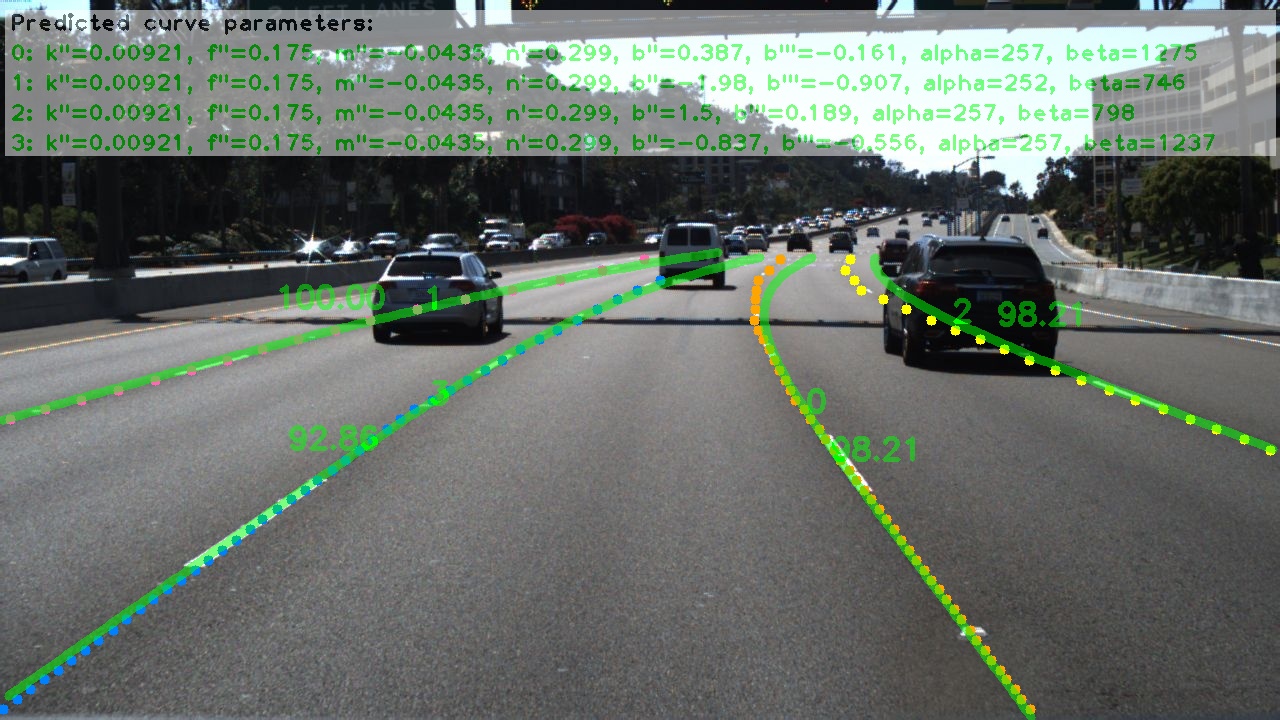 LEFT LANES
Predicted curve parameters:
0: k''=0.00921, f''=0.175, m''=-0.0435, n'=0.299, b''=0.387, b'''=-0.161, alpha=257, beta=1275
1: k''=0.00921, f''=0.175, m''=-0.0435, n'=0.299, b''=-1.98, b'''=-0.907, alpha=252, beta=746
2: k''=0.00921, f''=0.175, m''=-0.0435, n'=0.299, b''=1.5, b'''=0.189, alpha=257, beta=798
3: k''=0.00921, f''=0.175, m''=-0.0435, n'=0.299, b''=-0.837, b'''=-0.556, alpha=257, beta=1237
100.00 1
2 98.21
3
0
92.86
98.21